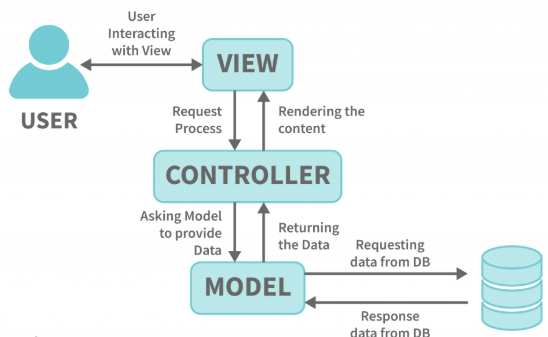 User
Interacting
with View
VIEW
USER
Request
Process
Rendering the
content
CONTROLLER
Asking Model
to provide
Data
Returning
the Data
Requesting
data from DB
MODEL
Response
data from DB